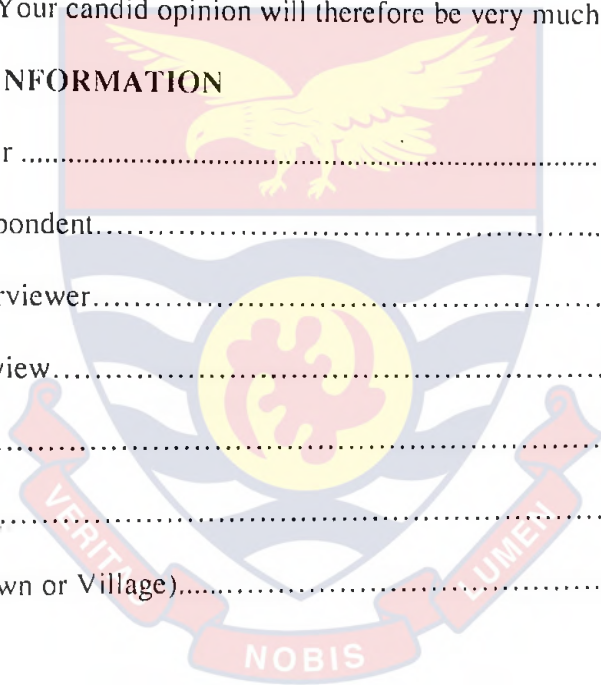 Your candid opinion will therefore be very much
NFORMATION
r ..........................................................................
pondent..............................................................
rviewer...............................................................
view....................................................................
...........................................................................
...........................................................................
wn or Village)....................................................
VERITAS
NOBIS
LUMEN